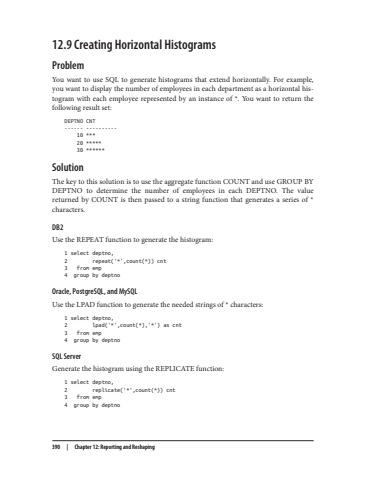 12.9 Creating Horizontal Histograms
Problem
You want to use SQL to generate histograms that extend horizontally. For example,
you want to display the number of employees in each department as a horizontal his-
togram with each employee represented by an instance of *. You want to return the
following result set:
DEPTNO CNT
------ ----------
    10 ***
    20 *****
    30 ******
Solution
The key to this solution is to use the aggregate function COUNT and use GROUP BY
DEPTNO to determine the number of employees in each DEPTNO. The value
returned by COUNT is then passed to a string function that generates a series of *
characters.
DB2
Use the REPEAT function to generate the histogram:
1 select deptno,
2        repeat('*',count(*)) cnt
3   from emp
4  group by deptno
Oracle, PostgreSQL, and MySQL
Use the LPAD function to generate the needed strings of * characters:
1 select deptno,
2        lpad('*',count(*),'*') as cnt
3   from emp
4  group by deptno
SQL Server
Generate the histogram using the REPLICATE function:
1 select deptno,
2        replicate('*',count(*)) cnt
3   from emp
4  group by deptno
390 | Chapter 12: Reporting and Reshaping